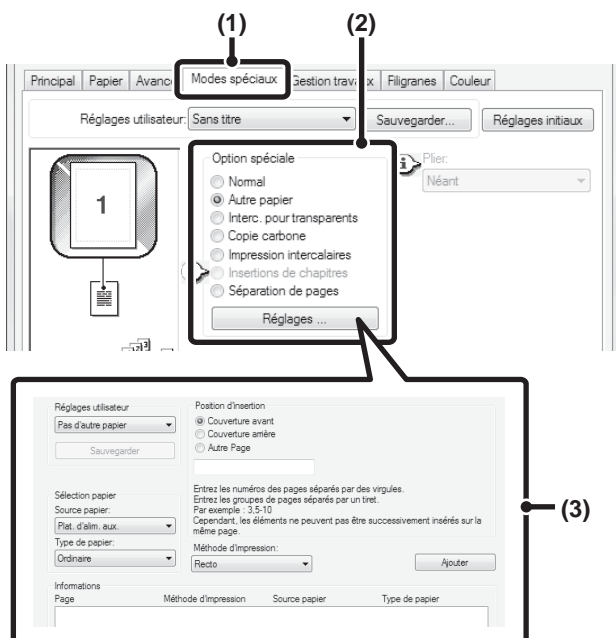 (1)
(2)
Principal Papier Avanc Modes spéciaux Gestion trava x Filigranes Couleur
Réglages utilisateur: Sans titre Sauvegarder... Réglages initiaux
1
Option spéciale
Normal
Autre papier
Interc. pour transparents
Copie carbone
Impression intercalaires
Insertions de chapitres
Séparation de pages
Réglages ...
Plier:
Néant
Réglages utilisateur
Pas d'autre papier
Sauvegarder
Sélection papier
Source papier:
Plat. d'alim. aux.
Type de papier:
Ordinaire
Position d'insertion
Couverture avant
Couverture arrière
Autre Page
Entrez les numéros des pages séparés par des virgules.
Entrez les groupes de pages séparés par un tiret.
Par exemple : 3,5-10
Cependant, les éléments ne peuvent pas être successivement insérés sur la
même page.
Méthode d'impression:
Recto
Ajouter
(3)
Informations
Page Méthode d'impression Source papier Type de papier